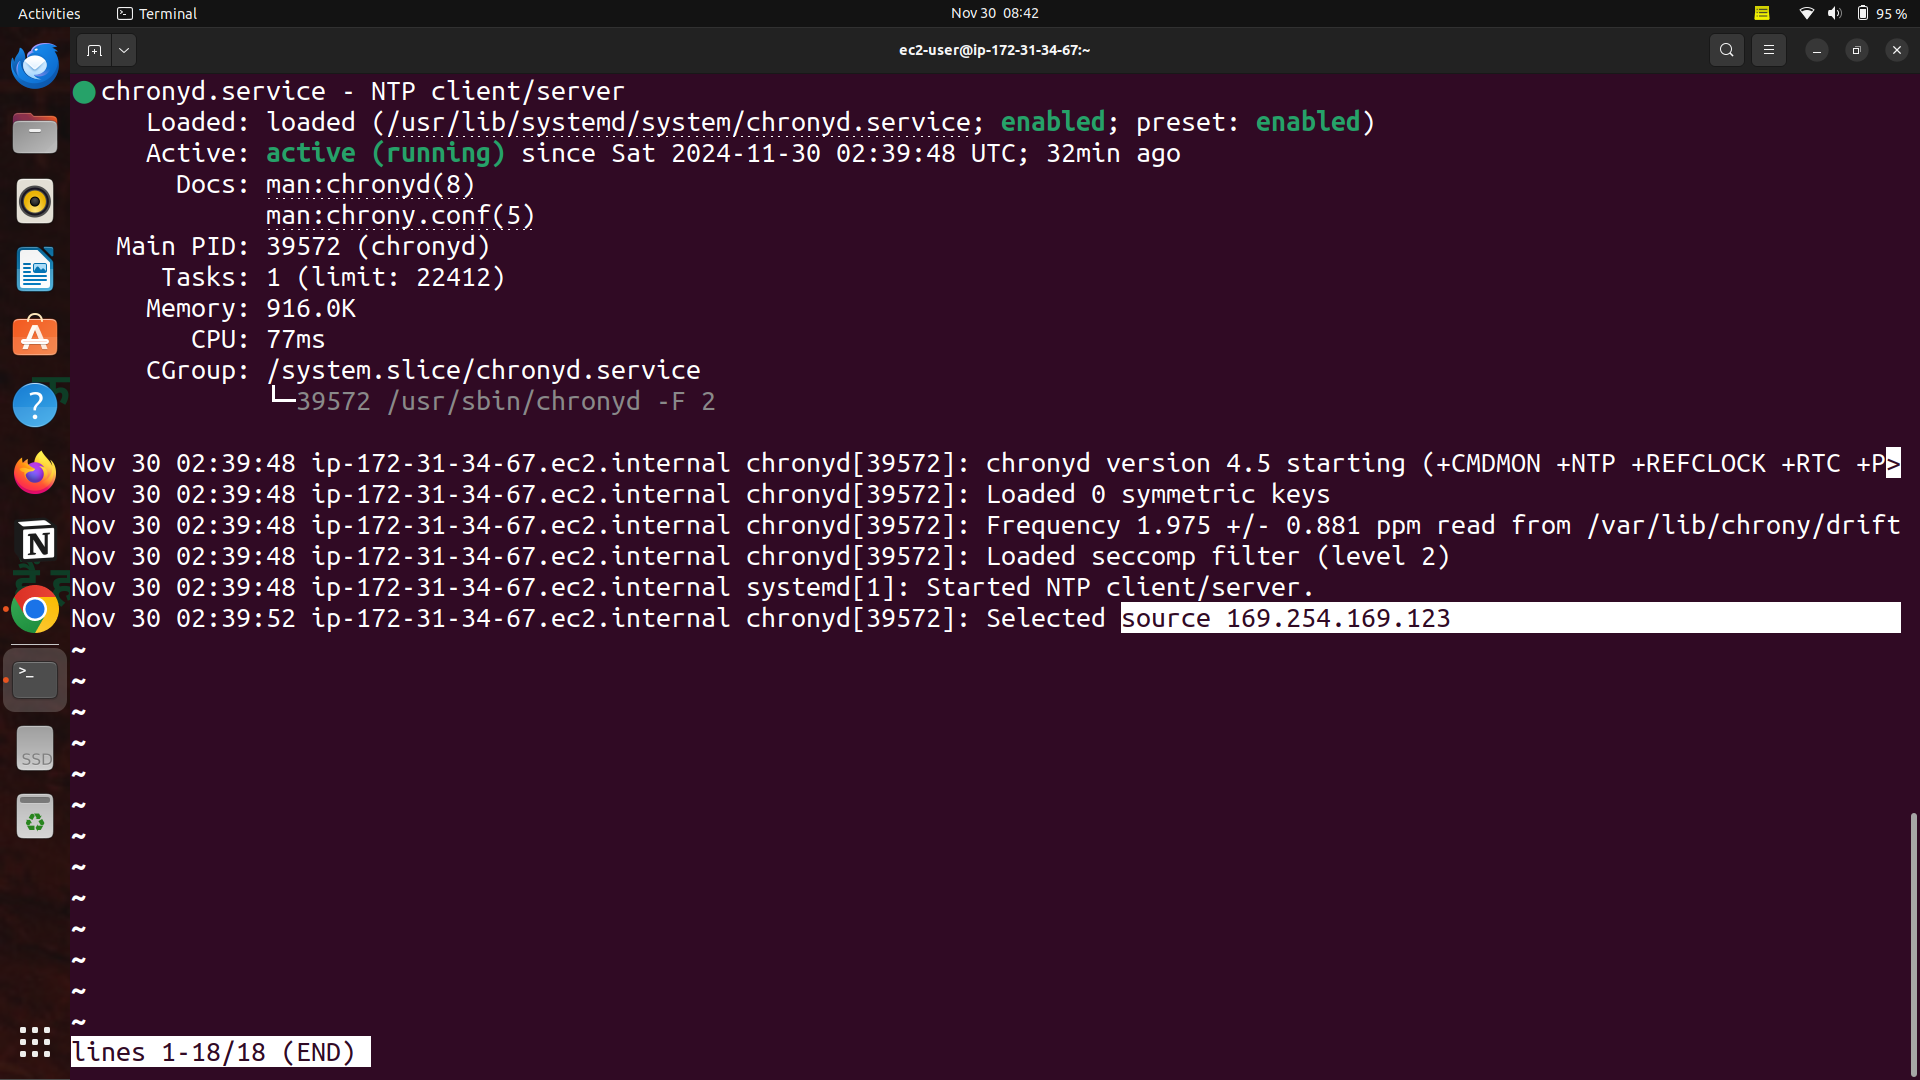 Activities
Terminal
Nov 30 08:42
95 %
ec2-user@ip-172-31-34-67:~
chronyd.service - NTP client/server
Loaded: loaded (/usr/lib/systemd/system/chronyd.service; enabled; preset: enabled)
Active: active (running) since Sat 2024-11-30 02:39:48 UTC; 32min ago
Docs: man:chronyd(8)
man:chrony.conf(5)
Main PID: 39572 (chronyd)
Tasks: 1 (limit: 22412)
Memory: 916.0K
CPU: 77ms
CGroup: /system.slice/chronyd.service
└─39572 /usr/sbin/chronyd -F 2
Nov 30 02:39:48 ip-172-31-34-67.ec2.internal chronyd[39572]: chronyd version 4.5 starting (+CMDMON +NTP +REFCLOCK +RTC +P>
Nov 30 02:39:48 ip-172-31-34-67.ec2.internal chronyd[39572]: Loaded 0 symmetric keys
Nov 30 02:39:48 ip-172-31-34-67.ec2.internal chronyd[39572]: Frequency 1.975 +/- 0.881 ppm read from /var/lib/chrony/drift
Nov 30 02:39:48 ip-172-31-34-67.ec2.internal chronyd[39572]: Loaded seccomp filter (level 2)
Nov 30 02:39:48 ip-172-31-34-67.ec2.internal systemd[1]: Started NTP client/server.
Nov 30 02:39:52 ip-172-31-34-67.ec2.internal chronyd[39572]: Selected source 169.254.169.123
~
~
~
~
~
~
~
~
~
~
~
~
~
lines 1-18/18 (END)
SSD